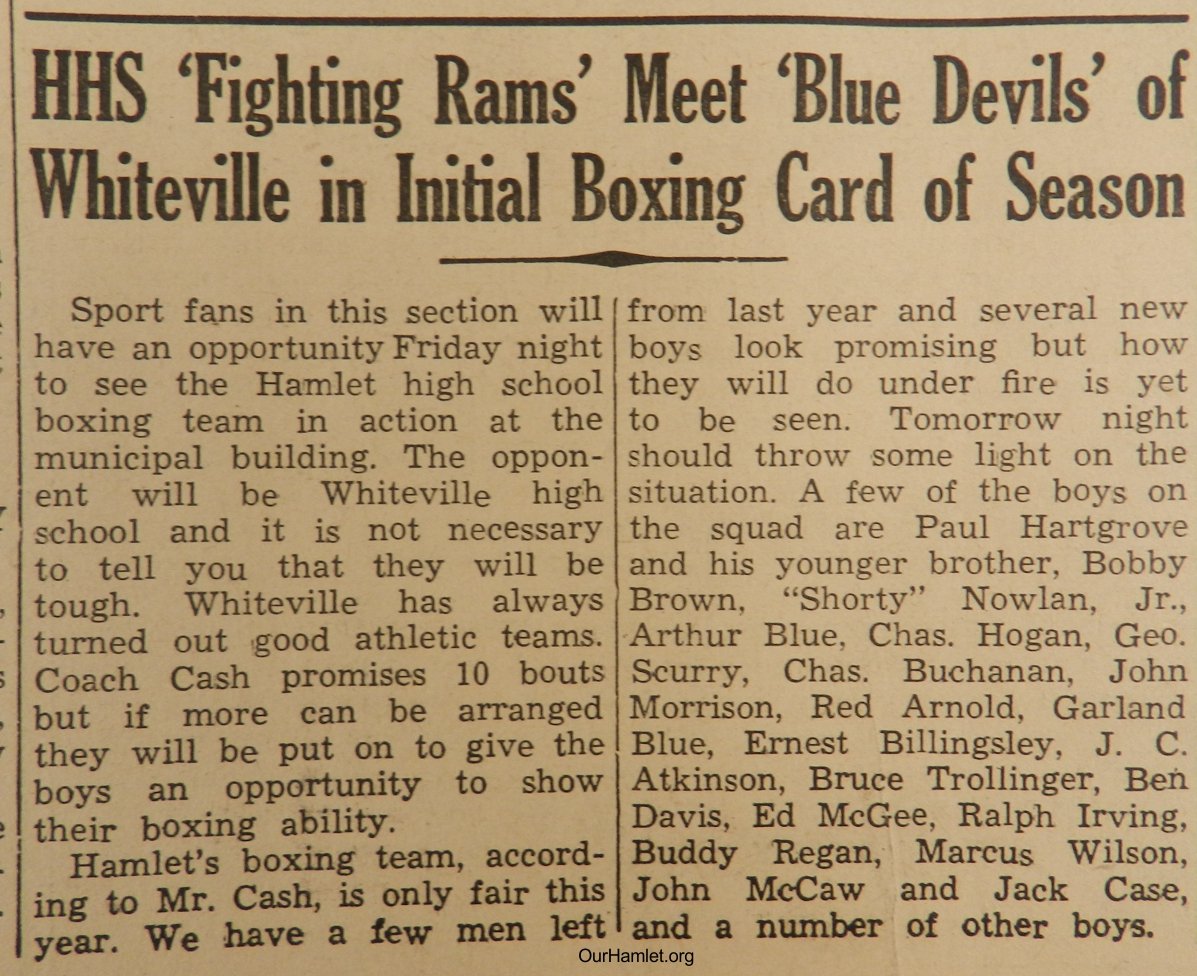 HHS ‘Fighting Rams’ Meet ‘Blue Devils’ of
Whiteville in Initial Boxing Card of Season
Sport fans in this section will
have an opportunity Friday night
to see the Hamlet high school
boxing team in action at the
municipal building. The oppon-
ent will be Whiteville high
school and it is not necessary
to tell you that they will be
tough. Whiteville has always
turned out good athletic teams.
Coach Cash promises 10 bouts
but if more can be arranged
they will be put on to give the
boys an opportunity to show
their boxing ability.
Hamlet’s boxing team, accord-
ing to Mr. Cash, is only fair this
year. We have a few men left
from last year and several new
boys look promising but how
they will do under fire is yet
to be seen. Tomorrow night
should throw some light on the
situation. A few of the boys on
the squad are Paul Hartgrove
and his younger brother, Bobby
Brown, “Shorty” Nowlan, Jr.,
Arthur Blue, Chas. Hogan, Geo.
Scurry, Chas. Buchanan, John
Morrison, Red Arnold, Garland
Blue, Ernest Billingsley, J. C.
Atkinson, Bruce Trollinger, Ben
Davis, Ed McGee, Ralph Irving,
Buddy Regan, Marcus Wilson,
John McCaw and Jack Case,
and a number of other boys.
OurHamlet.org